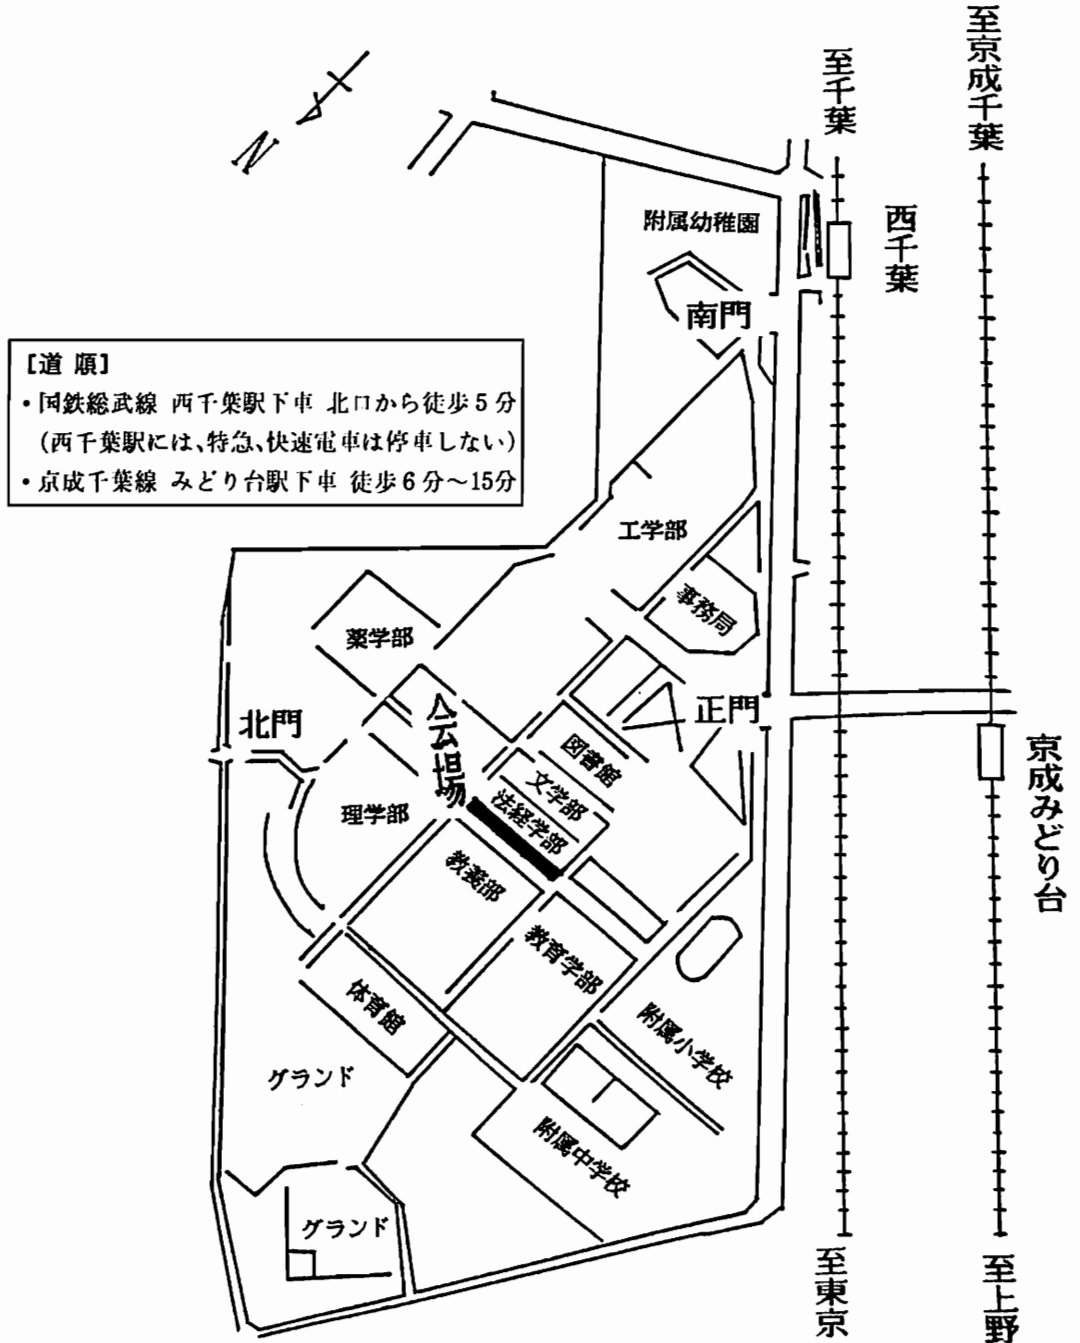 至京成千葉
至千葉
N
西千葉
附属幼稚園
南門
[道順]
・国鉄総武線 西千葉駅下車 北口から徒歩5分
(西千葉駅には、特急、快速電車は停車しない)
・京成千葉線 みどり台駅下車 徒歩6分〜15分
工学部
事務局
薬学部
北門
会場
正門
図書館
文学部
法経学部
理学部
教養部
京成みどり台
教育学部
体育館
附属小学校
グランド
附属中学校
グランド
至東京
至上野